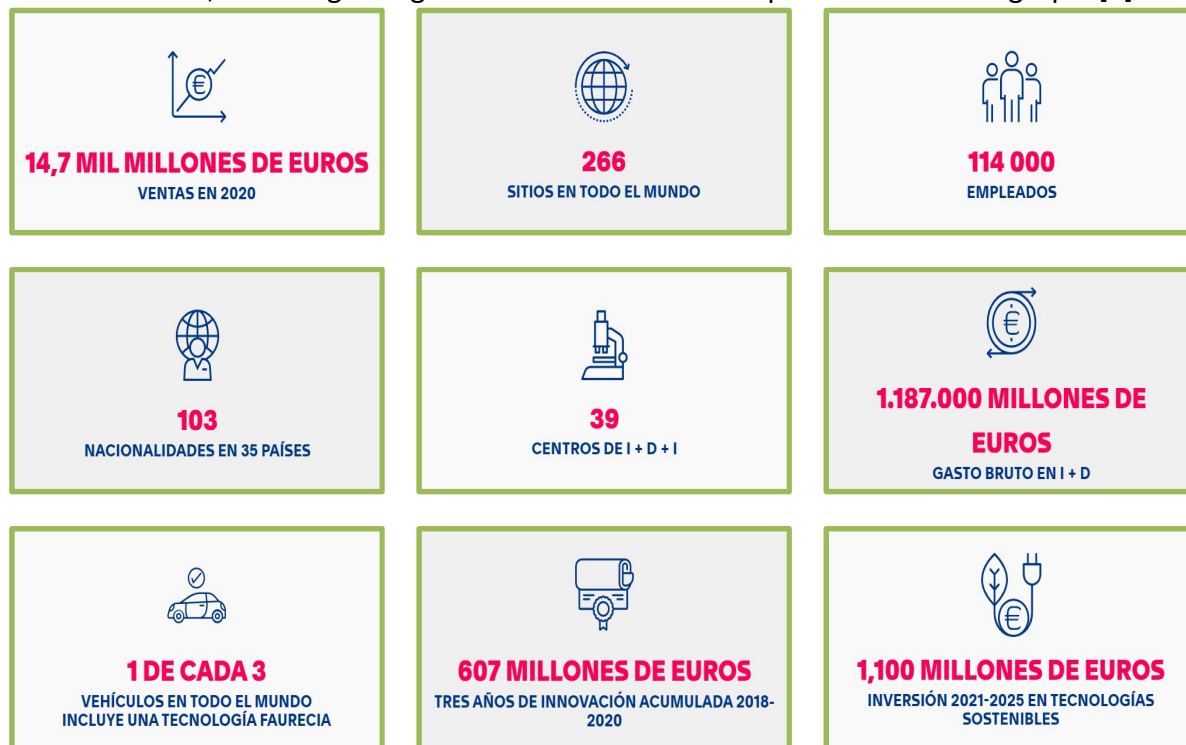 14,7 MIL MILLONES DE EUROS
VENTAS EN 2020
266
SITIOS EN TODO EL MUNDO
114 000
EMPLEADOS
103
NACIONALIDADES EN 35 PAÍSES
39
CENTROS DE I + D + I
1.187.000 MILLONES DE
EUROS
GASTO BRUTO EN I + D
1 DE CADA 3
VEHÍCULOS EN TODO EL MUNDO
INCLUYE UNA TECNOLOGÍA FAURECIA
607 MILLONES DE EUROS
TRES AÑOS DE INNOVACIÓN ACUMULADA 2018-
2020
1,100 MILLONES DE EUROS
INVERSIÓN 2021-2025 EN TECNOLOGÍAS
SOSTENIBLES